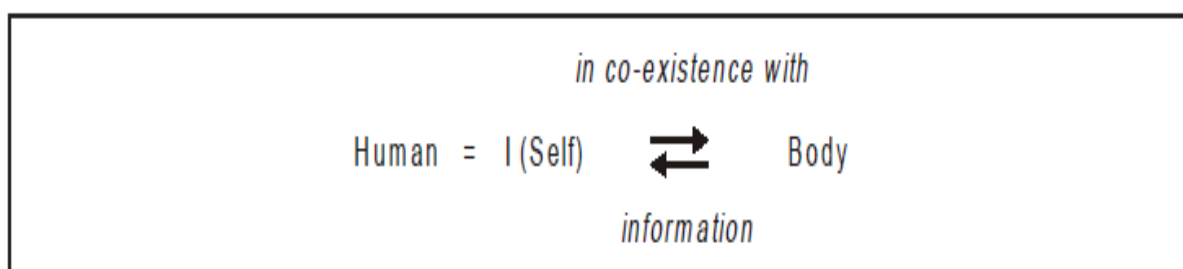 in co-existence with
Human = I (Self) ⇄ Body
information